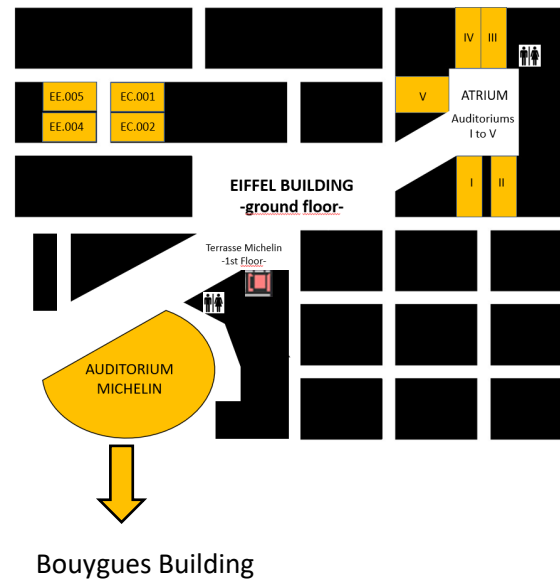 IV
III
EE.005
EC.001
V
ATRIUM
EE.004
EC.002
Auditoriums
I to V
I
II
EIFFEL BUILDING
-ground floor-
Terrasse Michelin
-1st Floor-
AUDITORIUM
MICHELIN
Bouygues Building